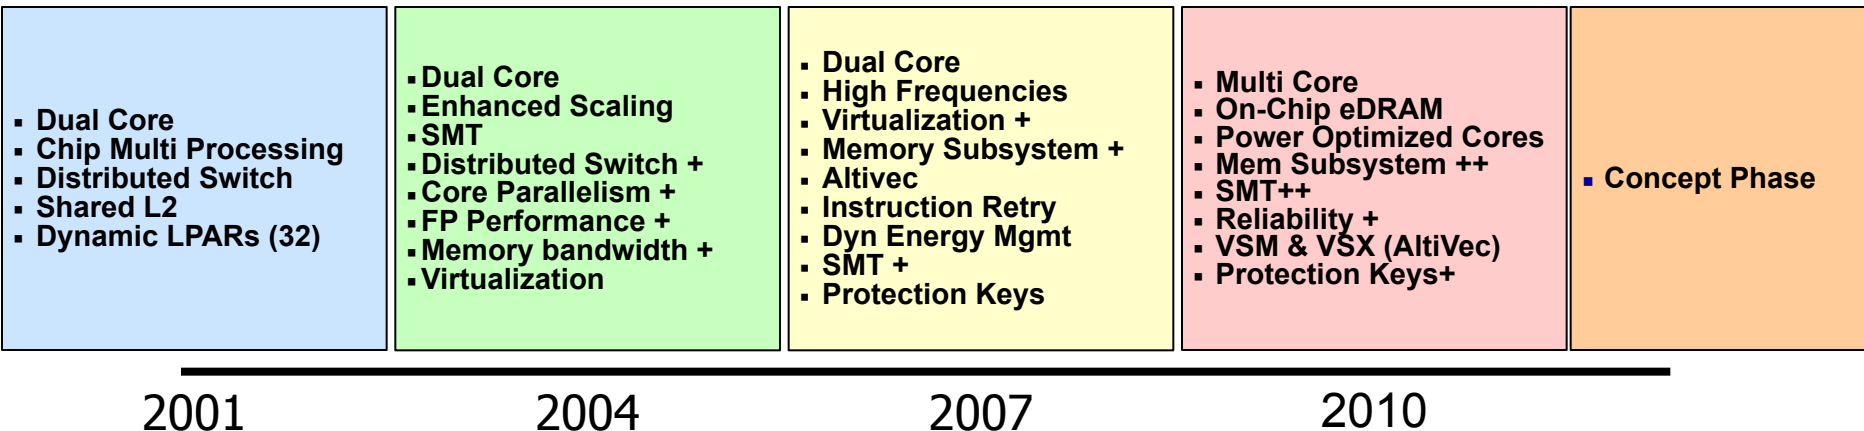 Dual Core
Chip Multi Processing
Distributed Switch
Shared L2
Dynamic LPARs (32)
Dual Core
Enhanced Scaling
SMT
Distributed Switch +
Core Parallelism +
FP Performance +
Memory bandwidth +
Virtualization
Dual Core
High Frequencies
Virtualization +
Memory Subsystem +
Altivec
Instruction Retry
Dyn Energy Mgmt
SMT +
Protection Keys
Multi Core
On-Chip eDRAM
Power Optimized Cores
Mem Subsystem ++
SMT++
Reliability +
VSM & VSX (AltiVec)
Protection Keys+
Concept Phase
2001
2004
2007
2010